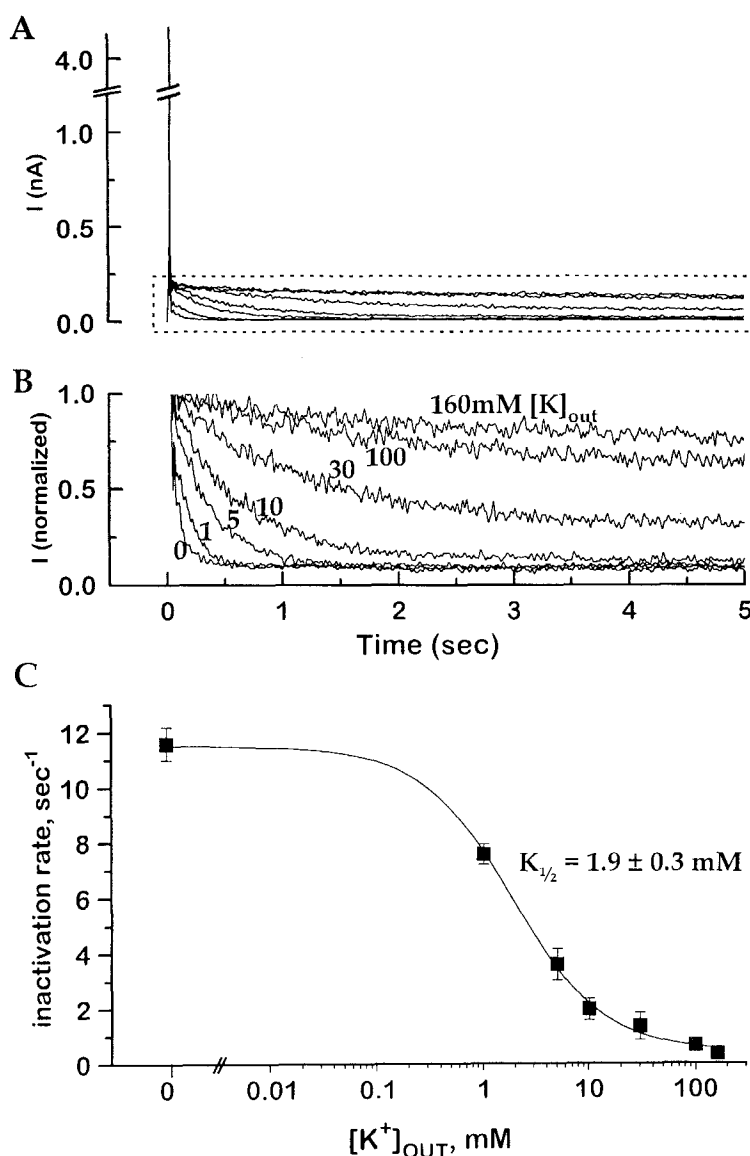 A
4.0
1.0
0.5
0.0
I (nA)
B
1.0
0.5
0.0
I (normalized)
160mM [K]out
100
30
10
5
1
0
0 1 2 3 4 5
Time (sec)
C
12
10
8
6
4
2
0
inactivation rate, sec⁻¹
K½ = 1.9 ± 0.3 mM
0 0.01 0.1 1 10 100
[K⁺]OUT, mM